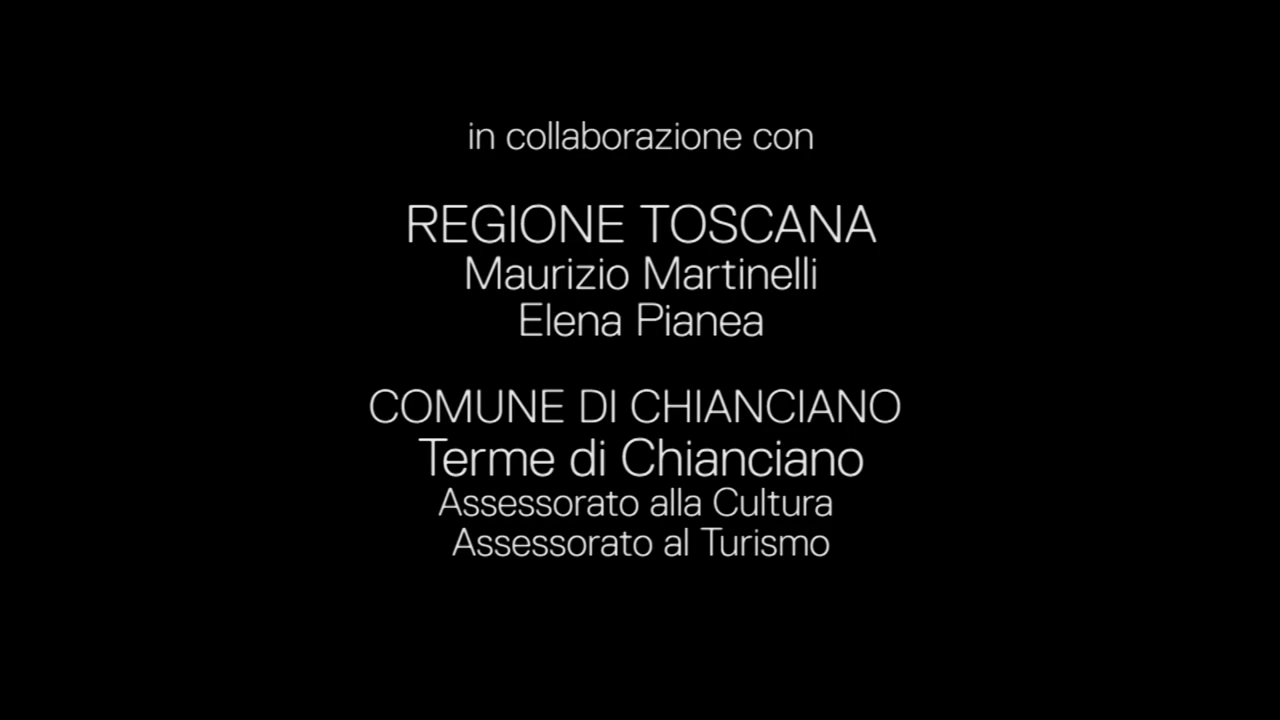 in collaborazione con
REGIONE TOSCANA
Maurizio Martinelli
Elena Pianea
COMUNE DI CHIANCIANO
Terme di Chianciano
Assessorato alla Cultura
Assessorato al Turismo